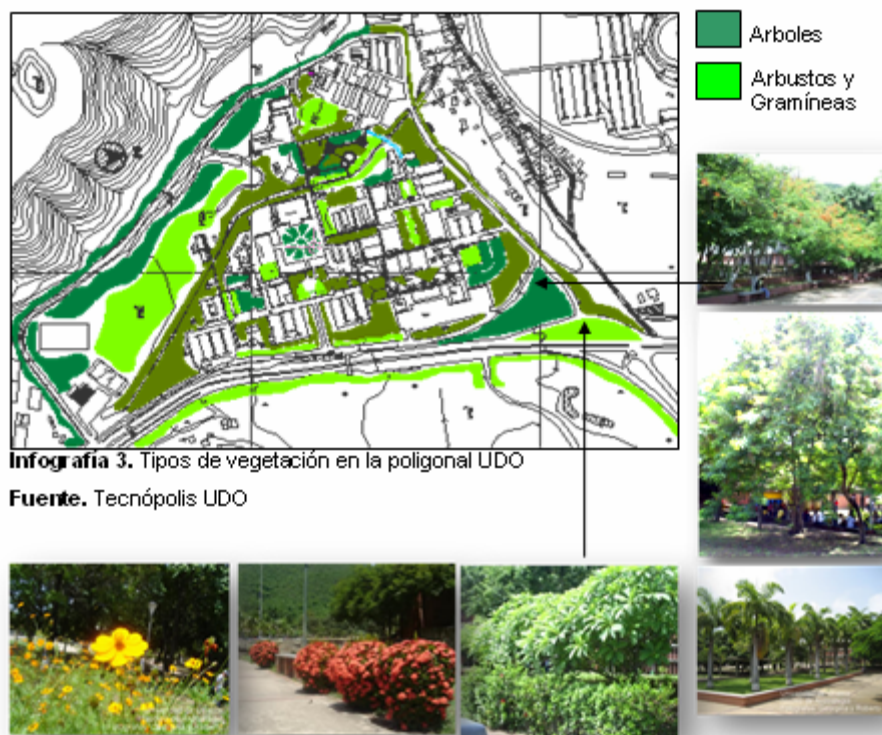 Arboles
Arbustos y
Gramíneas
Infografía 3. Tipos de vegetación en la poligonal UDO
Fuente. Tecnópolis UDO